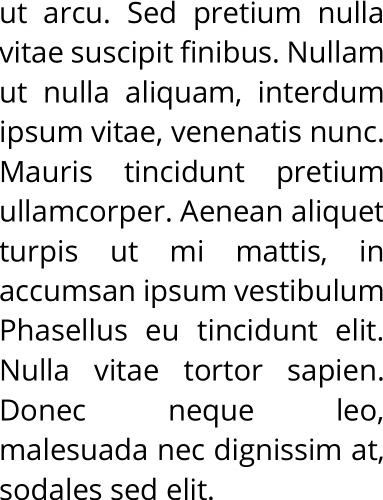 ut arcu. Sed pretium nulla
vitae suscipit finibus. Nullam
ut nulla aliquam, interdum
ipsum vitae, venenatis nunc.
Mauris tincidunt pretium
ullamcorper. Aenean aliquet
turpis ut mi mattis, in
accumsan ipsum vestibulum
Phasellus eu tincidunt elit.
Nulla vitae tortor sapien.
Donec neque leo,
malesuada nec dignissim at,
sodales sed elit.